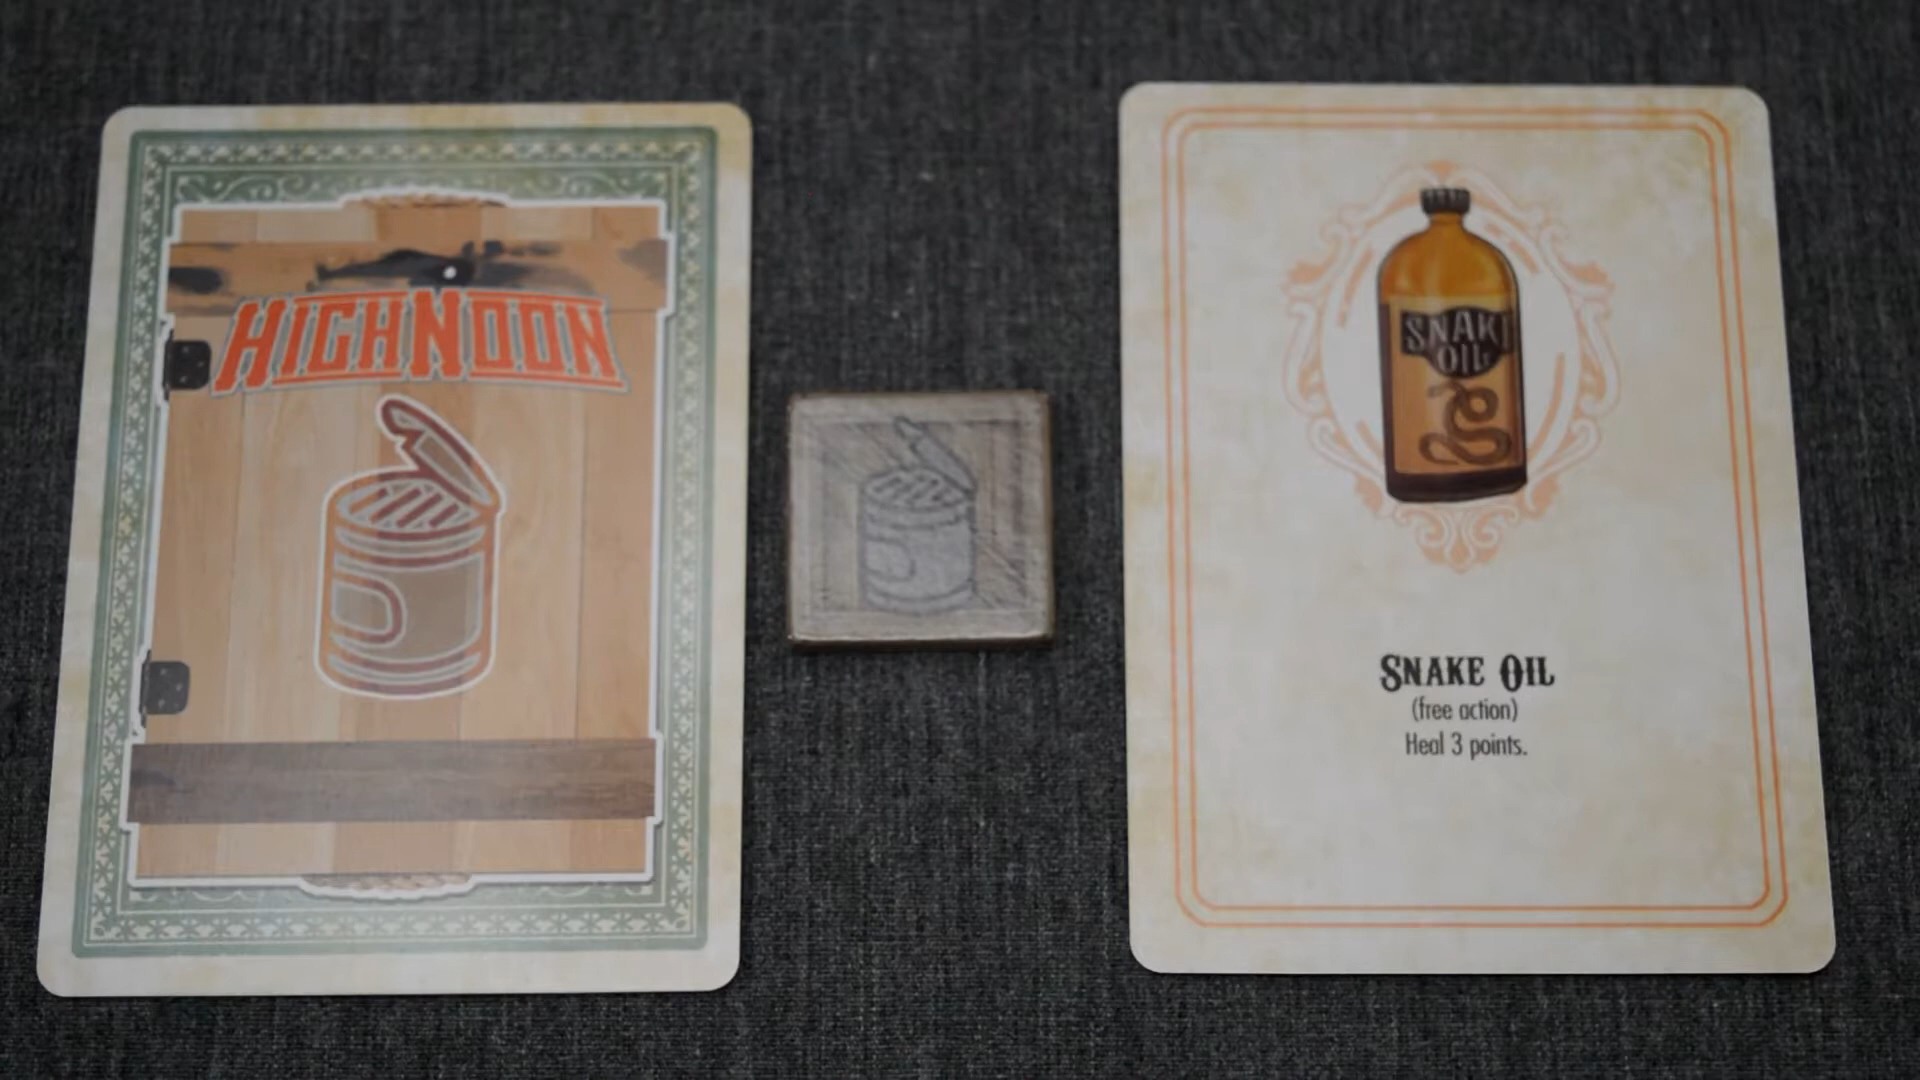 HIGHNOON
SNAKE
OIL
SNAKE OIL
(free action)
Heal 3 points.